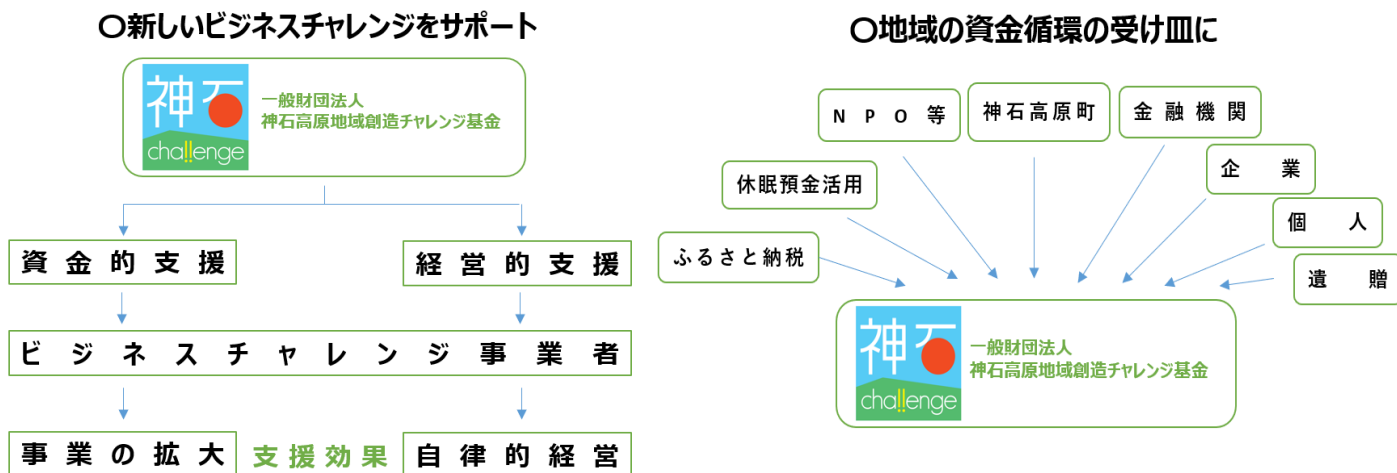 〇新しいビジネスチャレンジをサポート
神石
challenge
一般財団法人
神石高原地域創造チャレンジ基金
資金的支援
経営的支援
ビジネスチャレンジ事業者
事業の拡大
支援効果
自律的経営
〇地域の資金循環の受け皿に
NPO等
神石高原町
金融機関
企業
休眠預金活用
個人
ふるさと納税
遺贈
神石
challenge
一般財団法人
神石高原地域創造チャレンジ基金